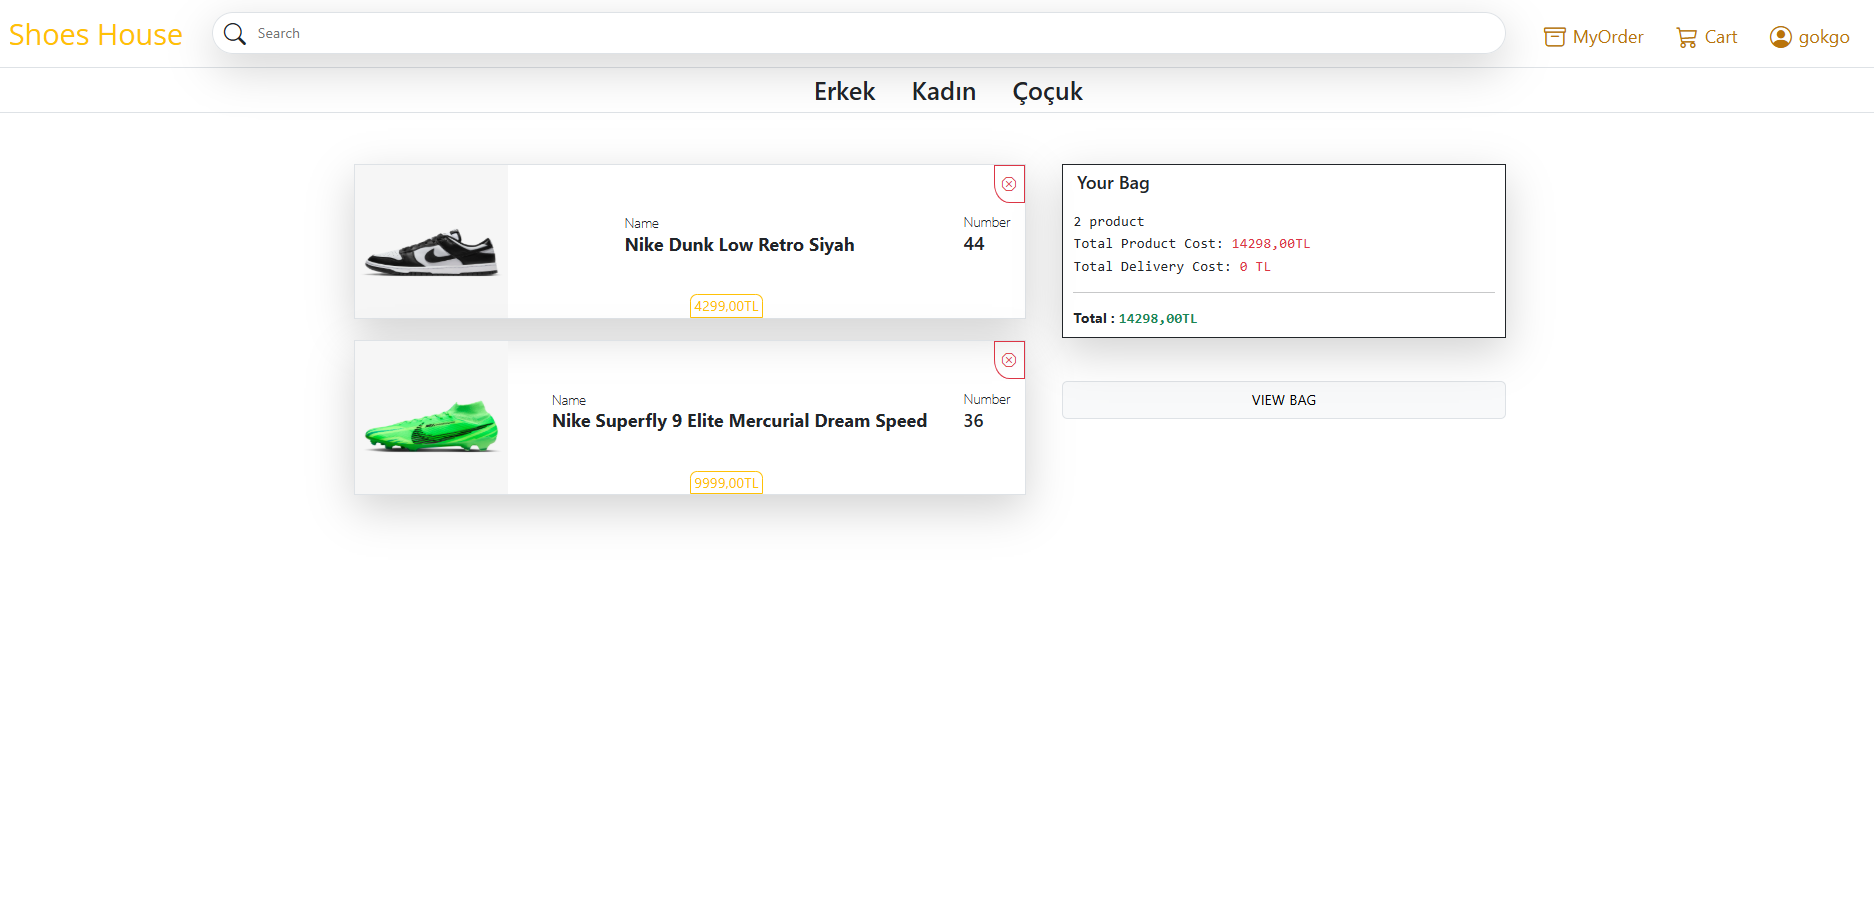 Shoes House
Search
MyOrder
Cart
gokgo
Erkek
Kadın
Çoçuk
Name
Nike Dunk Low Retro Siyah
Number
44
4299,00TL
Name
Nike Superfly 9 Elite Mercurial Dream Speed
Number
36
9999,00TL
Your Bag
2 product
Total Product Cost: 14298,00TL
Total Delivery Cost: 0 TL
Total : 14298,00TL
VIEW BAG